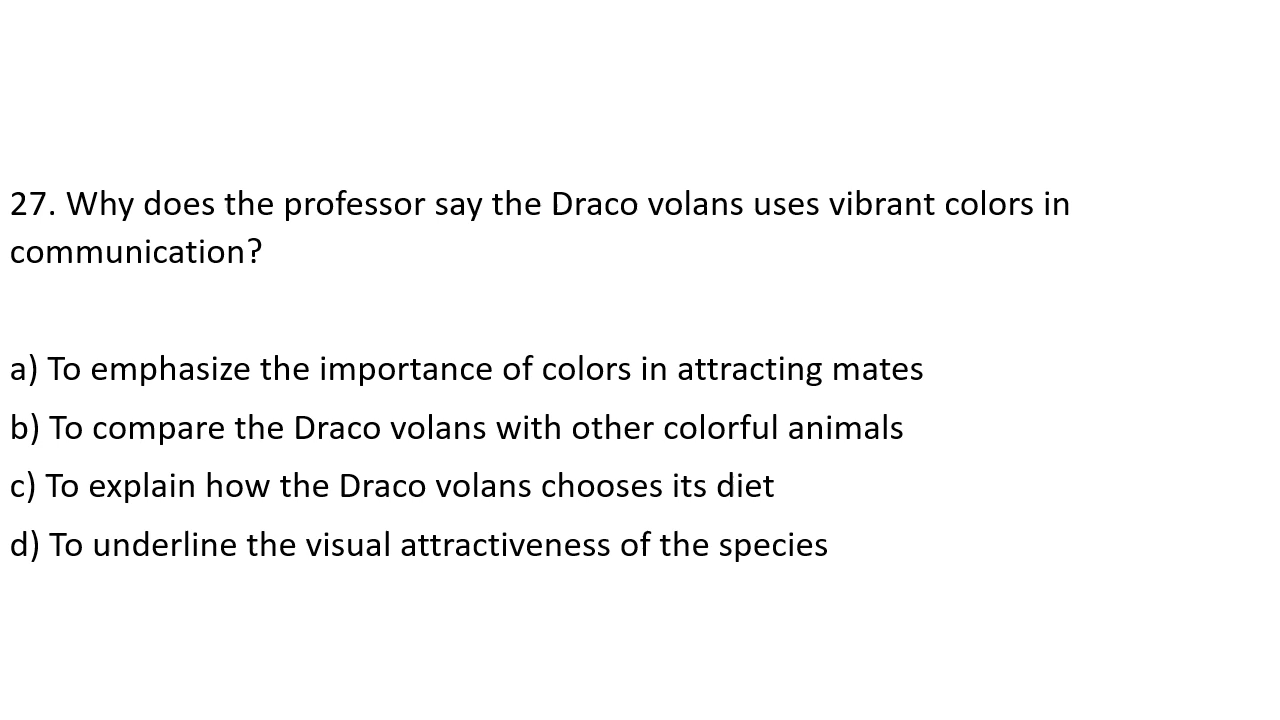 27. Why does the professor say the Draco volans uses vibrant colors in
communication?
a) To emphasize the importance of colors in attracting mates
b) To compare the Draco volans with other colorful animals
c) To explain how the Draco volans chooses its diet
d) To underline the visual attractiveness of the species